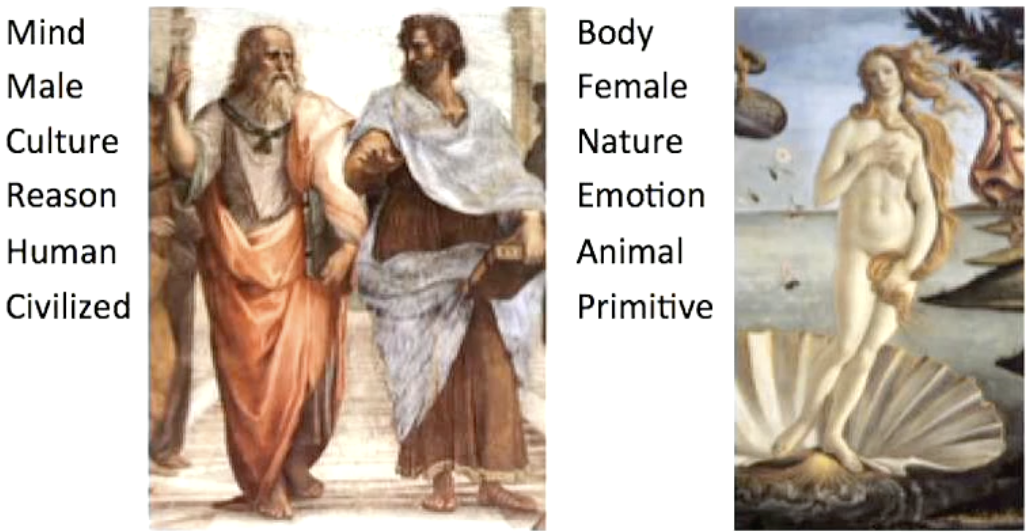 Mind
Male
Culture
Reason
Human
Civilized
Body
Female
Nature
Emotion
Animal
Primitive